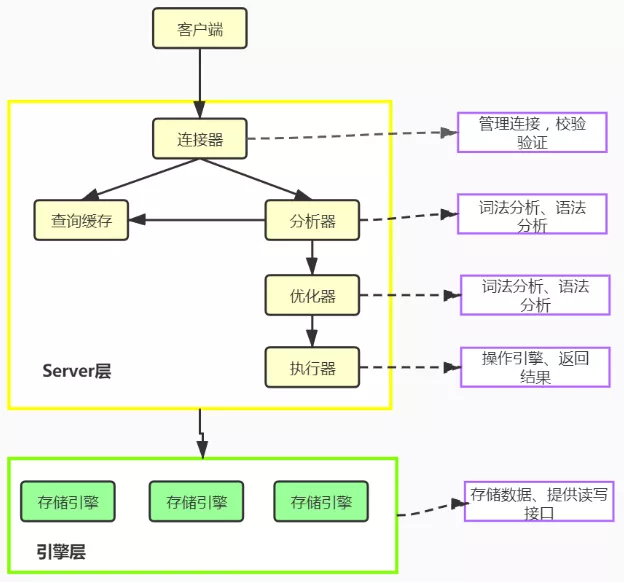 客户端
连接器
管理连接，校验
验证
查询缓存
分析器
词法分析、语法
分析
优化器
词法分析、语法
分析
Server层
执行器
操作引擎、返回
结果
存储引擎
存储引擎
存储引擎
存储数据、提供读写
接口
引擎层